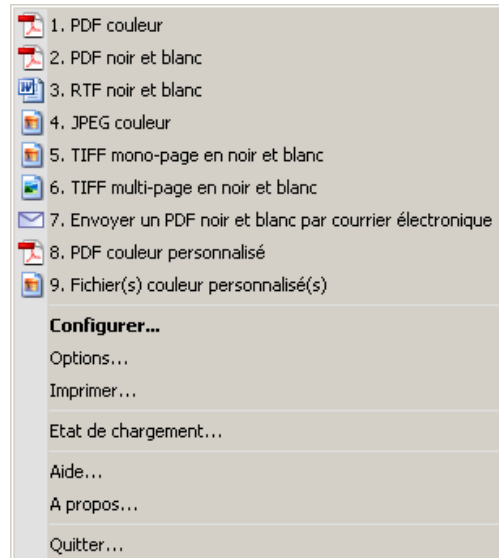 1. PDF couleur
2. PDF noir et blanc
3. RTF noir et blanc
4. JPEG couleur
5. TIFF mono-page en noir et blanc
6. TIFF multi-page en noir et blanc
7. Envoyer un PDF noir et blanc par courrier électronique
8. PDF couleur personnalisé
9. Fichier(s) couleur personnalisé(s)
Configurer...
Options...
Imprimer...
Etat de chargement...
Aide...
A propos...
Quitter...